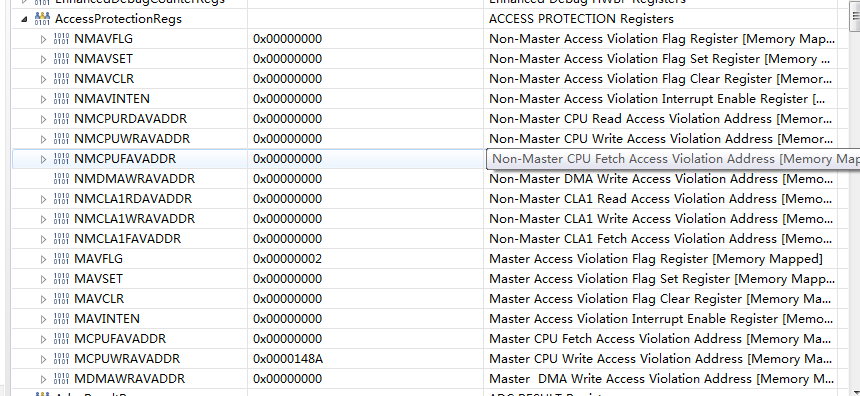 AccessProtectionRegs ACCESS PROTECTION Registers
NMAVFLG 0x00000000 Non-Master Access Violation Flag Register [Memory Map...
NMAVSET 0x00000000 Non-Master Access Violation Flag Set Register [Memory ...
NMAVCLR 0x00000000 Non-Master Access Violation Flag Clear Register [Memor...
NMAVINTEN 0x00000000 Non-Master Access Violation Interrupt Enable Register [...
NMCPURDAVADDR 0x00000000 Non-Master CPU Read Access Violation Address [Memor...
NMCPUWRAVADDR 0x00000000 Non-Master CPU Write Access Violation Address [Memor...
NMCPUFAVADDR 0x00000000 Non-Master CPU Fetch Access Violation Address [Memory Map
NMDMAWRAVADDR 0x00000000 Non-Master DMA Write Access Violation Address [Memo...
NMCLA1RDAVADDR 0x00000000 Non-Master CLA1 Read Access Violation Address [Memo...
NMCLA1WRAVADDR 0x00000000 Non-Master CLA1 Write Access Violation Address [Memo...
NMCLA1FAVADDR 0x00000000 Non-Master CLA1 Fetch Access Violation Address [Memo...
MAVFLG 0x00000002 Master Access Violation Flag Register [Memory Mapped]
MAVSET 0x00000000 Master Access Violation Flag Set Register [Memory Mapp...
MAVCLR 0x00000000 Master Access Violation Flag Clear Register [Memory Ma...
MAVINTEN 0x00000000 Master Access Violation Interrupt Enable Register [Memo...
MCPUFAVADDR 0x00000000 Master CPU Fetch Access Violation Address [Memory Ma...
MCPUWRAVADDR 0x0000148A Master CPU Write Access Violation Address [Memory Ma...
MDMAWRAVADDR 0x00000000 Master DMA Write Access Violation Address [Memory M...